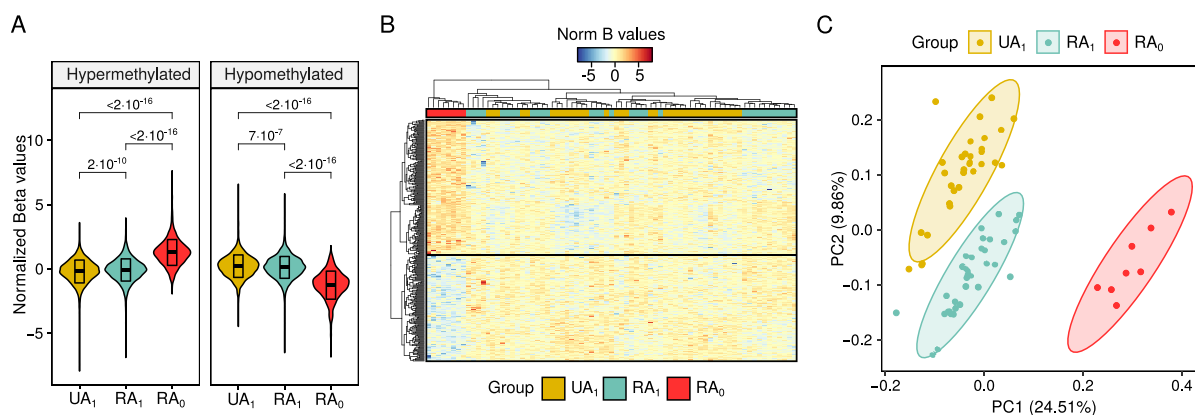 A
Hypermethylated
Hypomethylated
Normalized Beta values
10
5
0
−5
<2·10⁻¹⁶
<2·10⁻¹⁶
2·10⁻¹⁰
<2·10⁻¹⁶
7·10⁻⁷
<2·10⁻¹⁶
UA₁ RA₁ RA₀
UA₁ RA₁ RA₀
B
Norm B values
−5 0 5
Group UA₁ RA₁ RA₀
C
Group UA₁ RA₁ RA₀
PC2 (9.86%)
0.2
0.1
0.0
−0.1
−0.2
−0.2 0.0 0.2 0.4
PC1 (24.51%)